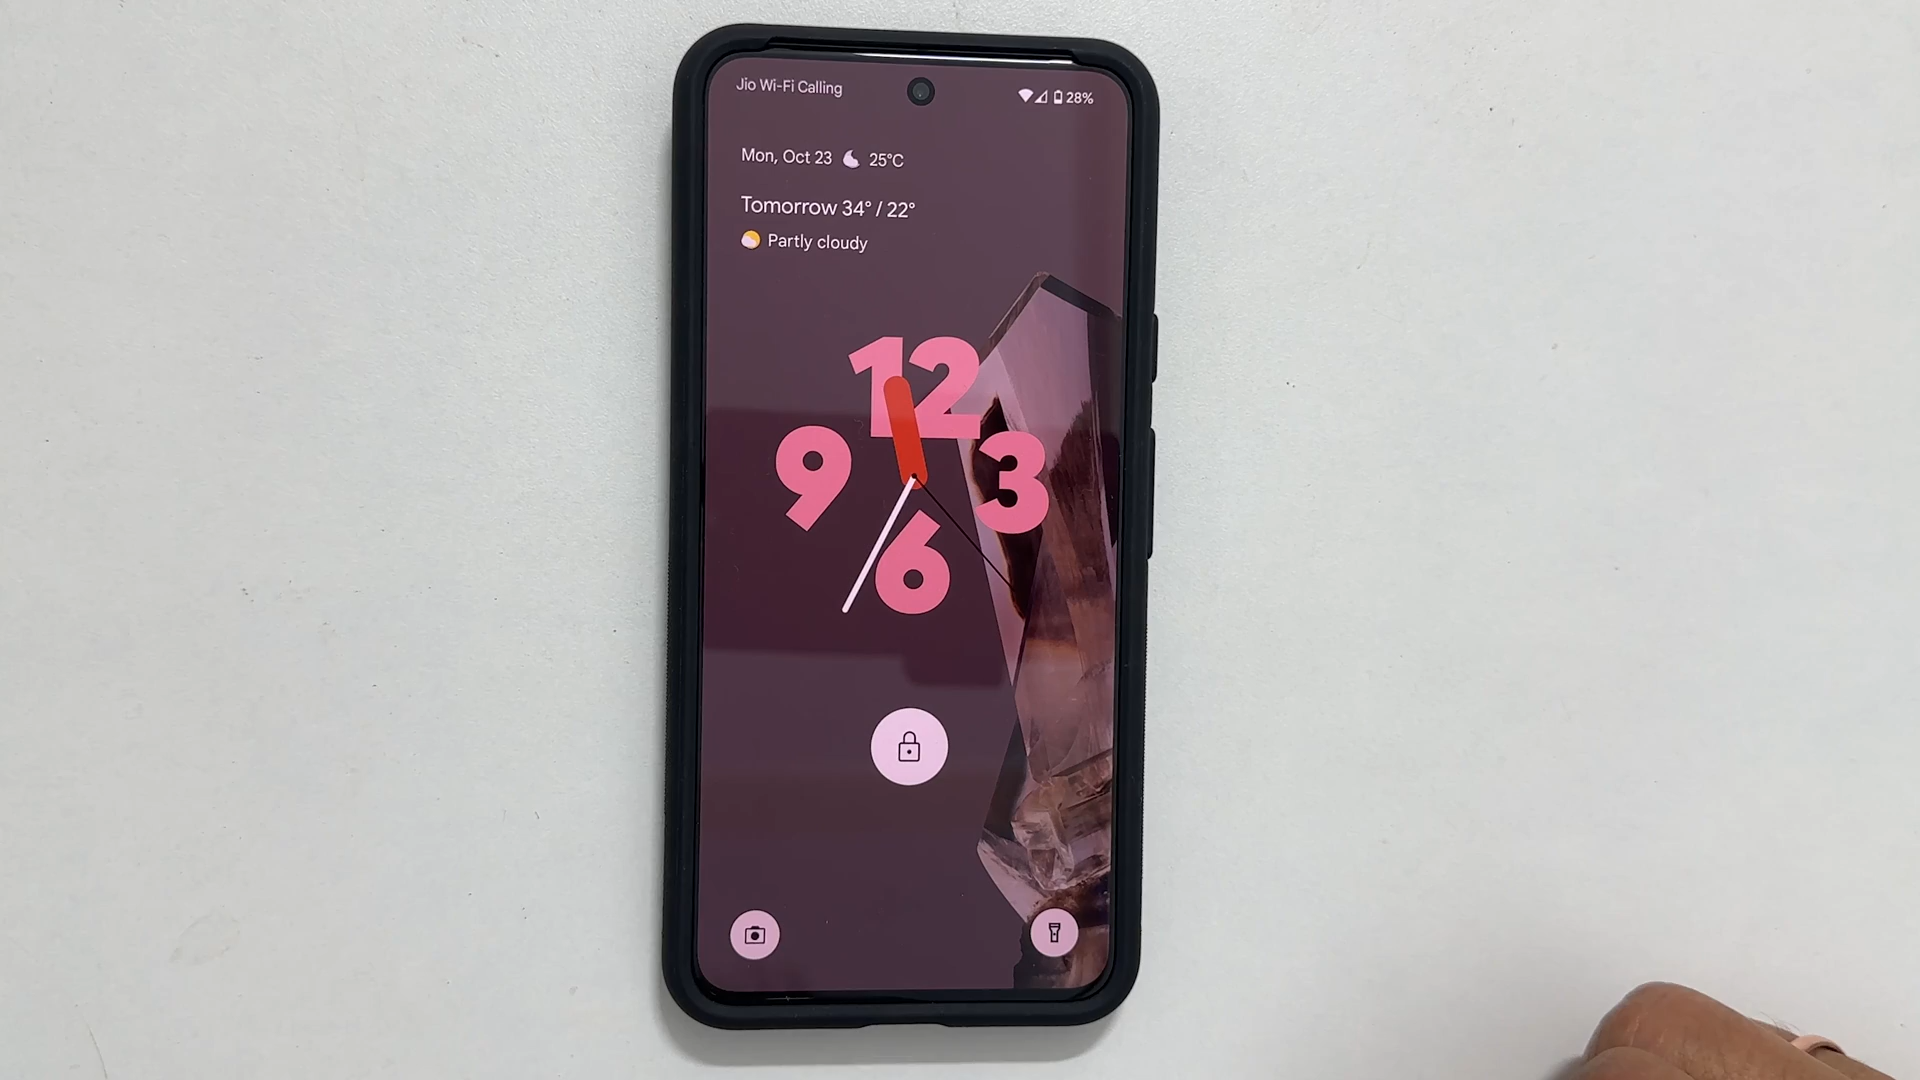 Jio Wi-Fi Calling
28%
Mon, Oct 23 25°C
Tomorrow 34° / 22°
Partly cloudy
12
9 3
6